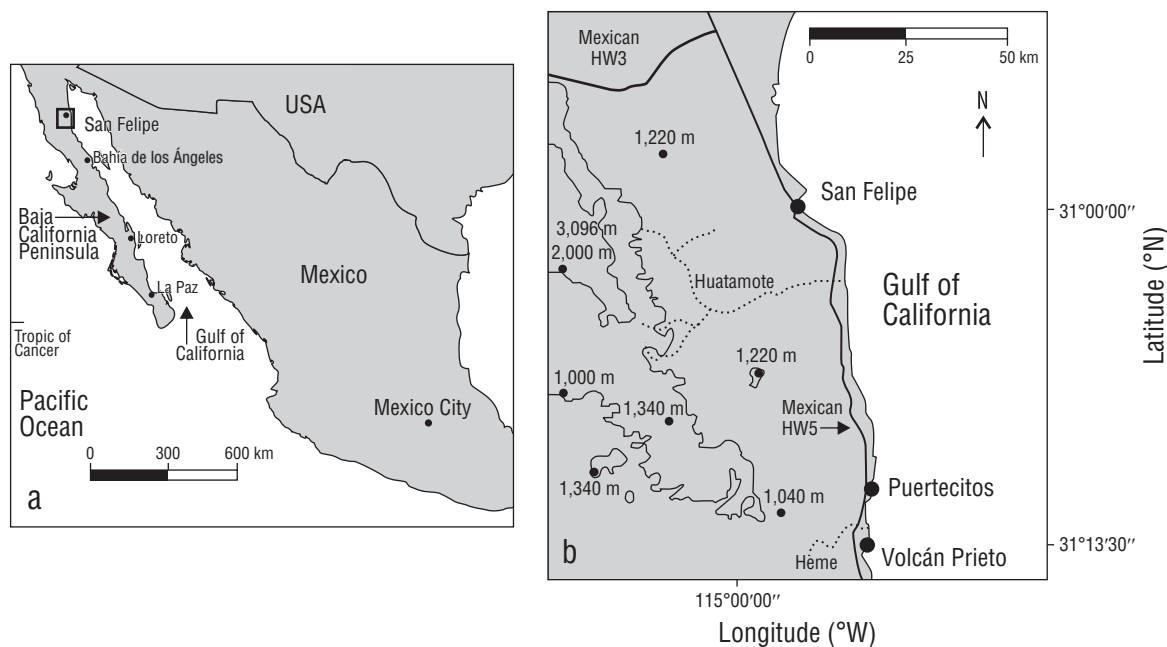 USA
San Felipe
Bahía de los Ángeles
Baja
California
Peninsula
Loreto
Mexico
La Paz
Tropic of
Cancer
Gulf of
California
Pacific
Ocean
Mexico City
0 300 600 km
a
Mexican
HW3
0 25 50 km
N
1,220 m
San Felipe
31°00′00′′
3,096 m
2,000 m
Huatamote
Gulf of
California
1,220 m
1,000 m
1,340 m
Mexican
HW5
1,340 m
1,040 m
Puertecitos
Heme
Volcán Prieto
31°13′30′′
b
115°00′00′′
Longitude (°W)
Latitude (°N)